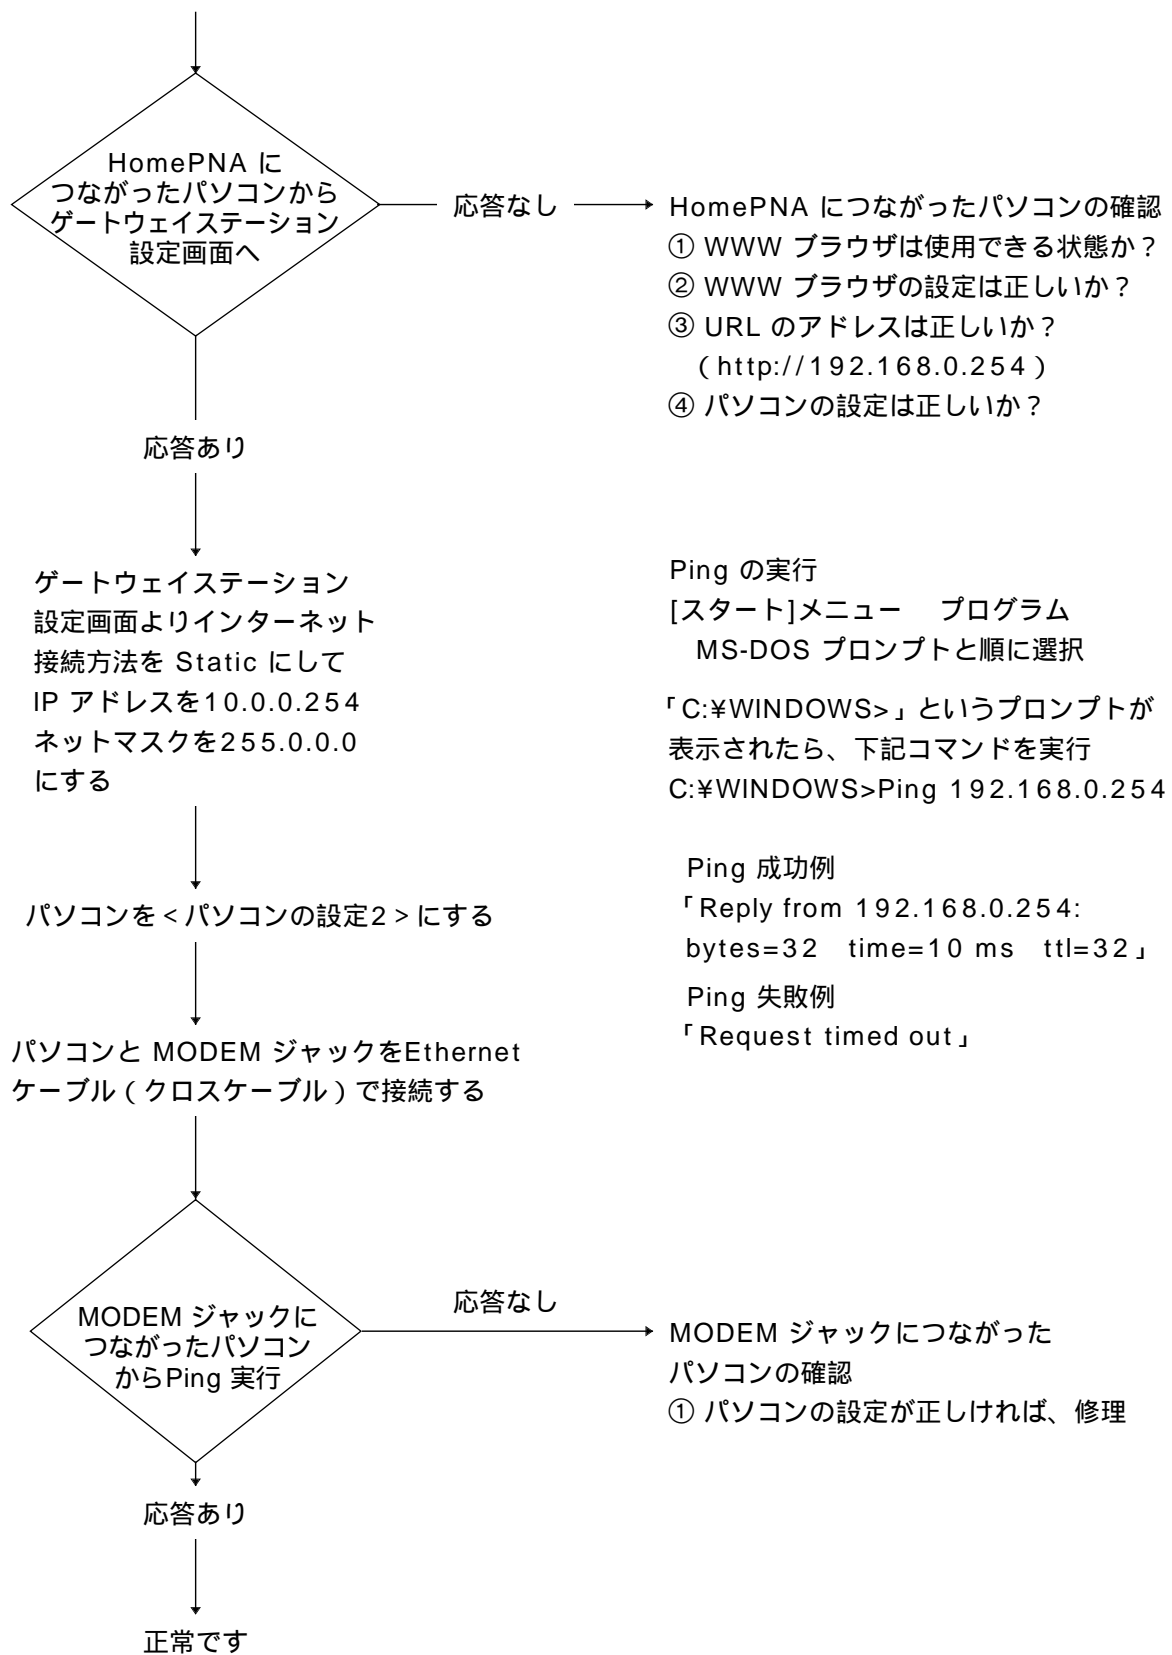 HomePNA に
つながったパソコンから
ゲートウェイステーション
設定画面へ
応答なし
HomePNA につながったパソコンの確認
① WWW ブラウザは使用できる状態か？
② WWW ブラウザの設定は正しいか？
③ URL のアドレスは正しいか？
（http://192.168.0.254）
④ パソコンの設定は正しいか？
応答あり
ゲートウェイステーション
設定画面よりインターネット
接続方法を Static にして
IP アドレスを10.0.0.254
ネットマスクを255.0.0.0
にする
Ping の実行
[スタート]メニュー　プログラム
MS-DOS プロンプトと順に選択
「C:¥WINDOWS>」というプロンプトが
表示されたら、下記コマンドを実行
C:¥WINDOWS>Ping 192.168.0.254
Ping 成功例
「Reply from 192.168.0.254:
bytes=32　time=10 ms　ttl=32」
Ping 失敗例
「Request timed out」
パソコンを＜パソコンの設定2＞にする
パソコンと MODEM ジャックをEthernet
ケーブル（クロスケーブル）で接続する
MODEM ジャックに
つながったパソコン
からPing 実行
応答なし
MODEM ジャックにつながった
パソコンの確認
① パソコンの設定が正しければ、修理
応答あり
正常です